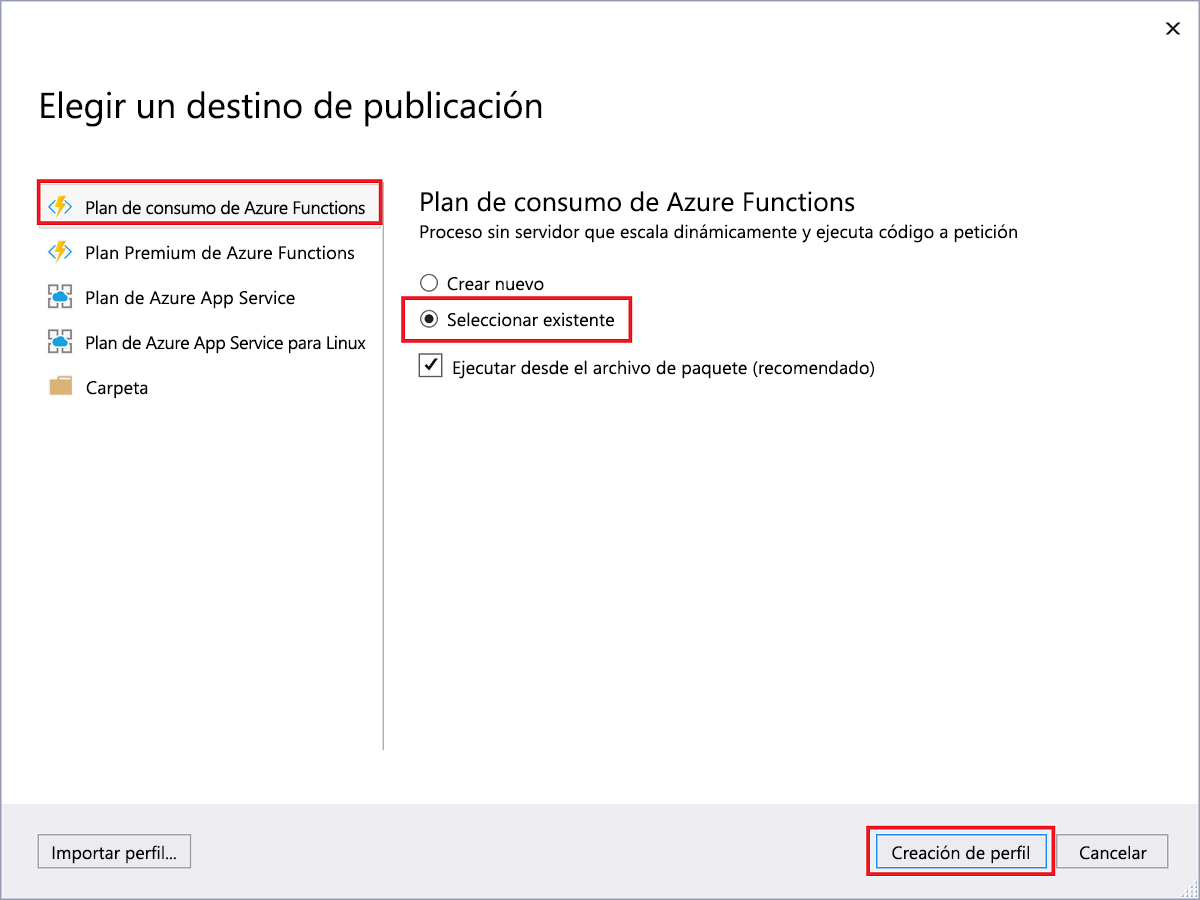 Elegir un destino de publicación
Plan de consumo de Azure Functions
Plan Premium de Azure Functions
Plan de Azure App Service
Plan de Azure App Service para Linux
Carpeta
Plan de consumo de Azure Functions
Proceso sin servidor que escala dinámicamente y ejecuta código a petición
Crear nuevo
Seleccionar existente
Ejecutar desde el archivo de paquete (recomendado)
Importar perfil...
Creación de perfil
Cancelar